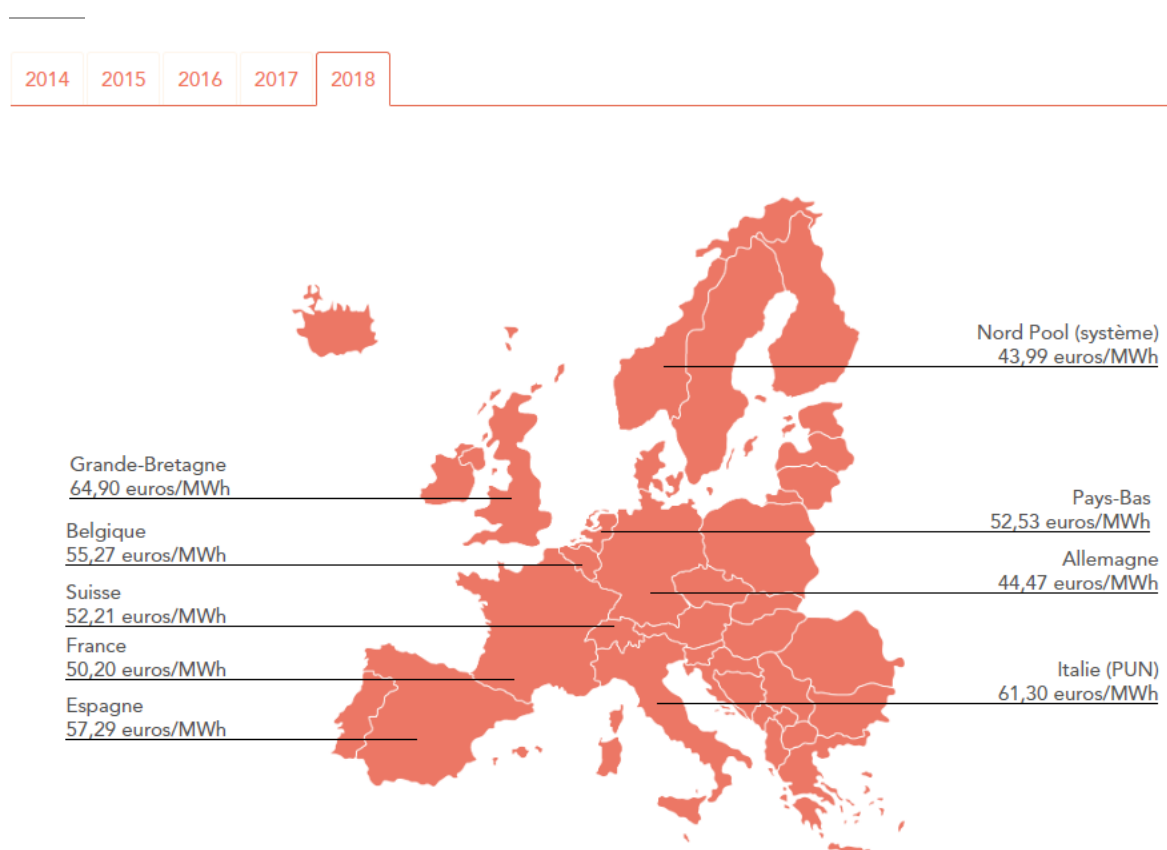 2014 2015 2016 2017 2018
Nord Pool (système)
43,99 euros/MWh
Grande-Bretagne
64,90 euros/MWh
Pays-Bas
52,53 euros/MWh
Belgique
55,27 euros/MWh
Allemagne
44,47 euros/MWh
Suisse
52,21 euros/MWh
France
50,20 euros/MWh
Italie (PUN)
61,30 euros/MWh
Espagne
57,29 euros/MWh